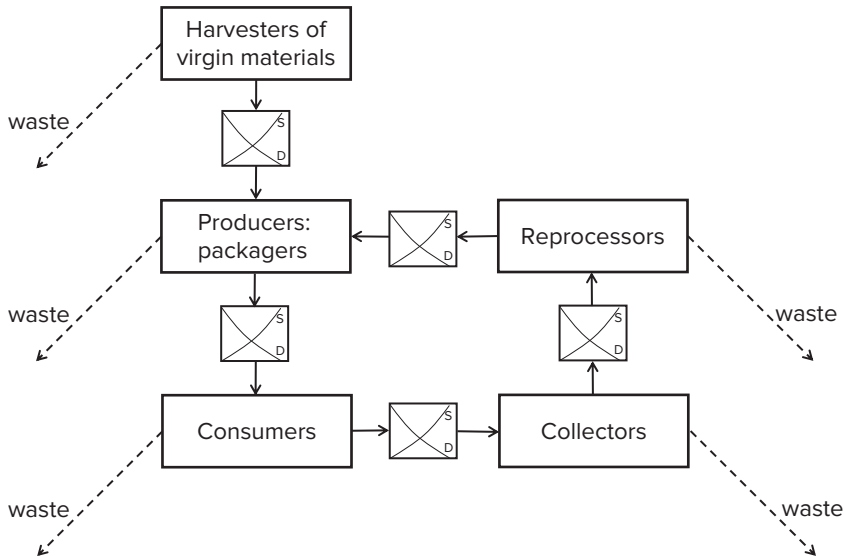 Harvesters of
virgin materials
waste
S
D
Producers:
packagers
S
D
Reprocessors
waste
S
D
S
D
waste
Consumers
S
D
Collectors
waste
waste